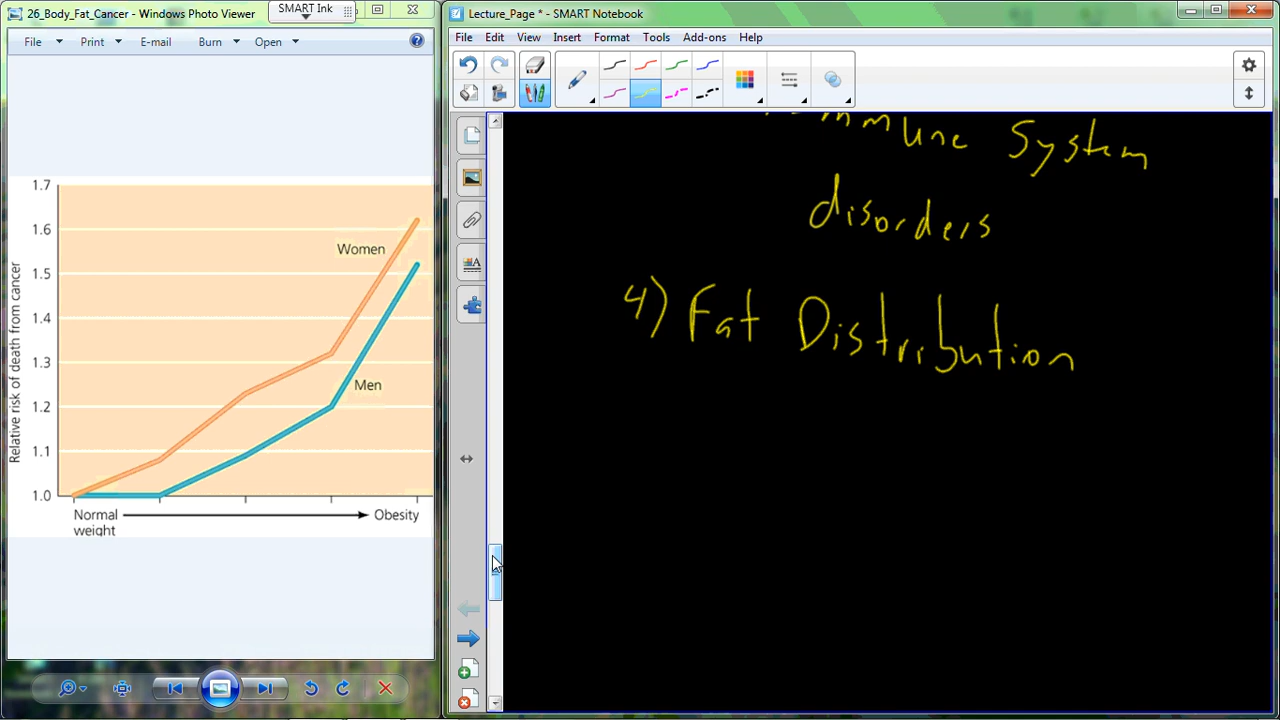 26_Body_Fat_Cancer - Windows Photo Viewer
SMART Ink
File Print E-mail Burn Open
1.7
1.6
1.5
1.4
1.3
1.2
1.1
1.0
Relative risk of death from cancer
Women
Men
Normal weight
Obesity
Lecture_Page * - SMART Notebook
File Edit View Insert Format Tools Add-ons Help
System
disorders
4) Fat Distribution